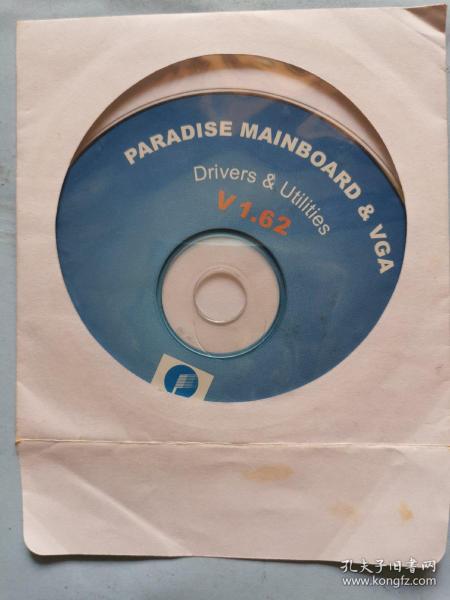 PARADISE MAINBOARD & VGA
Drivers & Utilities
V 1.62
孔夫子旧书网
www.kongfz.com